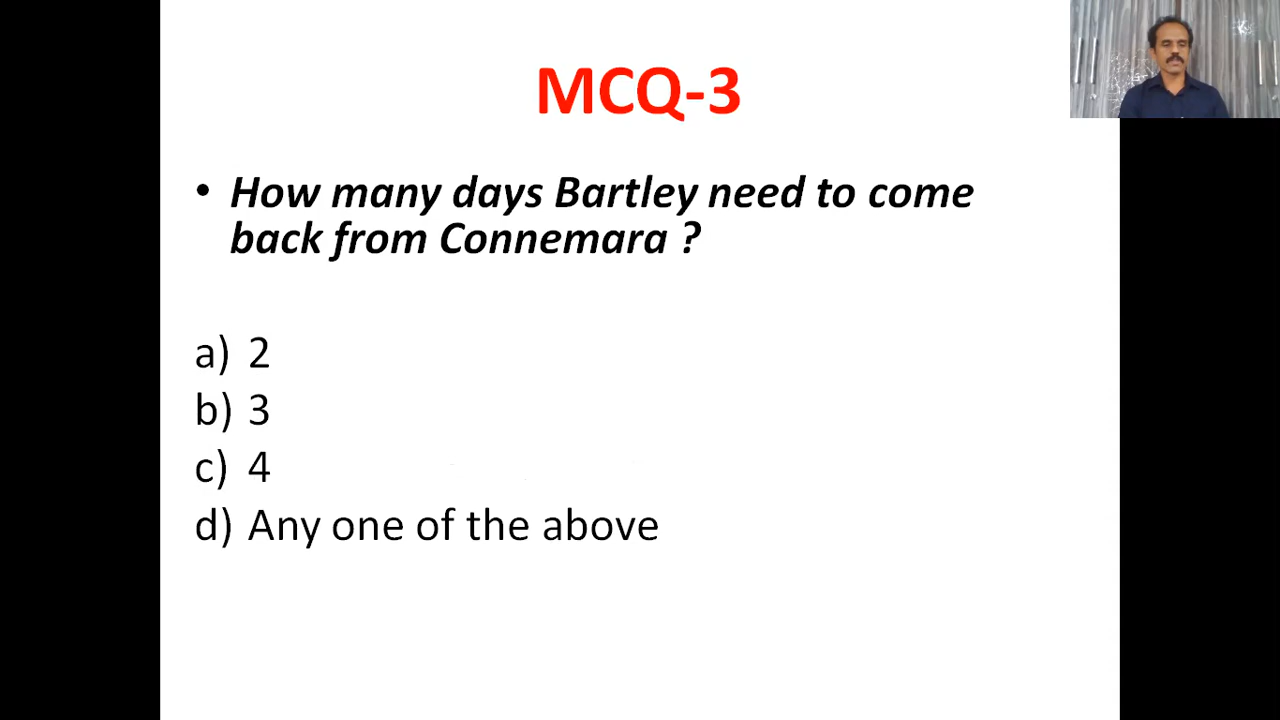 MCQ-3
• How many days Bartley need to come
back from Connemara ?
a) 2
b) 3
c) 4
d) Any one of the above